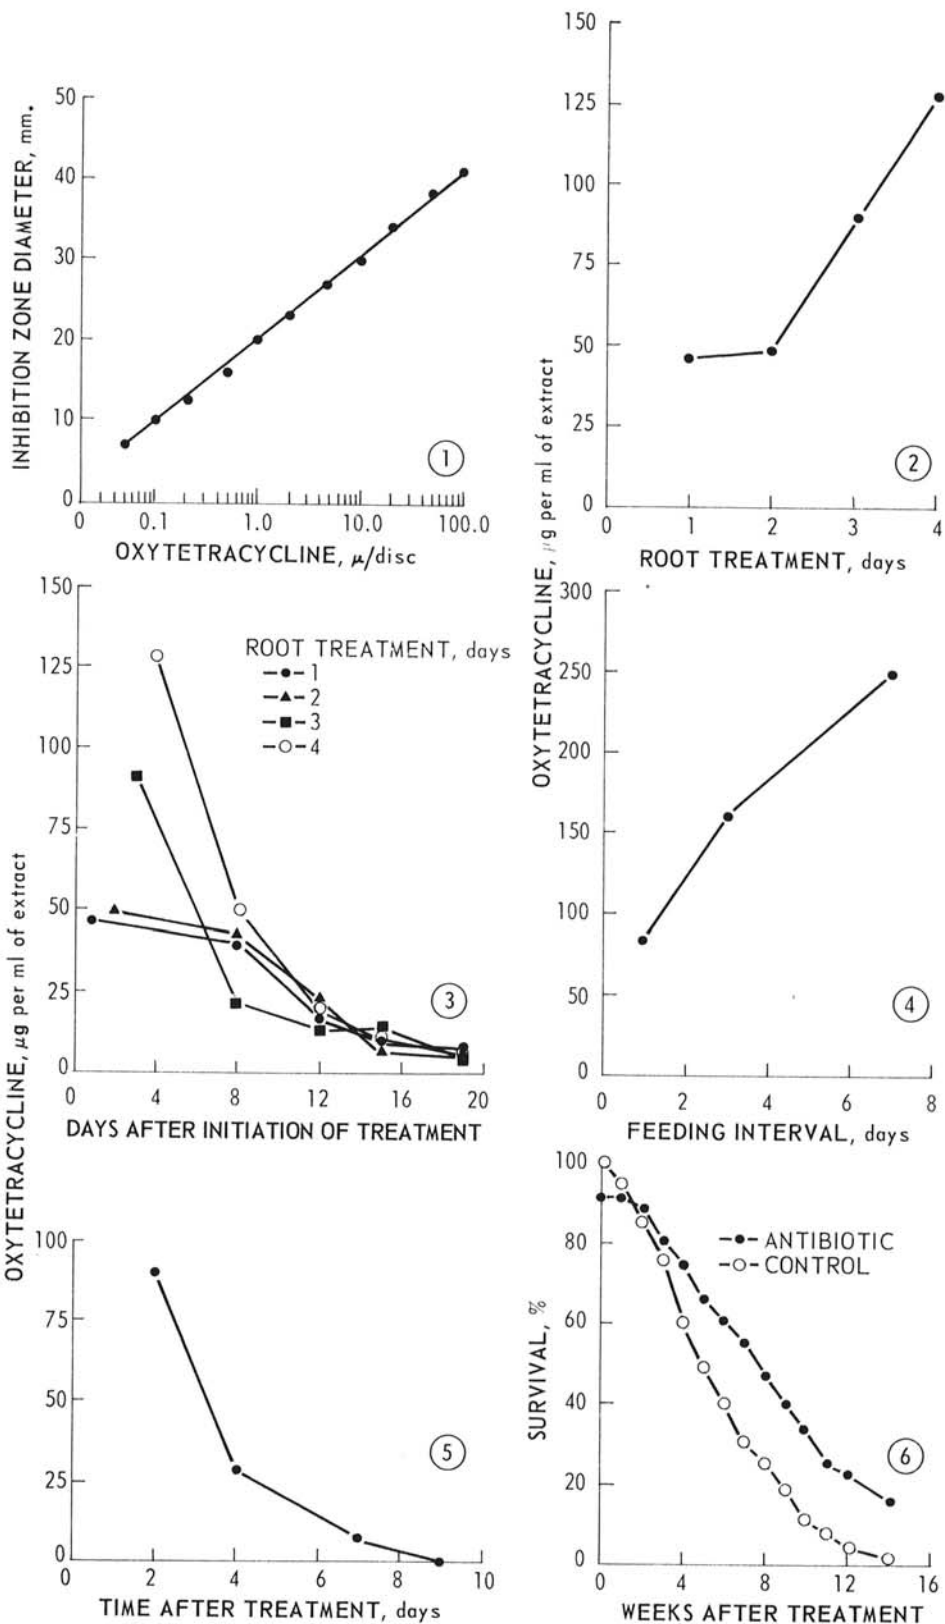 50
40
30
20
10
0
INHIBITION ZONE DIAMETER, mm.
0 0.1 1.0 10.0 100.0
OXYTETRACYCLINE, μ/disc
1
150
125
100
75
50
25
0
OXYTETRACYCLINE, μg per ml of extract
1 2 3 4
ROOT TREATMENT, days
2
150
125
100
75
50
25
0
OXYTETRACYCLINE, μg per ml of extract
ROOT TREATMENT, days
1
2
3
4
0 4 8 12 16 20
DAYS AFTER INITIATION OF TREATMENT
3
300
250
200
150
100
50
0
0 2 4 6 8
FEEDING INTERVAL, days
4
100
75
50
25
0
0 2 4 6 8 10
TIME AFTER TREATMENT, days
5
100
80
60
40
20
0
SURVIVAL, %
ANTIBIOTIC
CONTROL
0 4 8 12 16
WEEKS AFTER TREATMENT
6